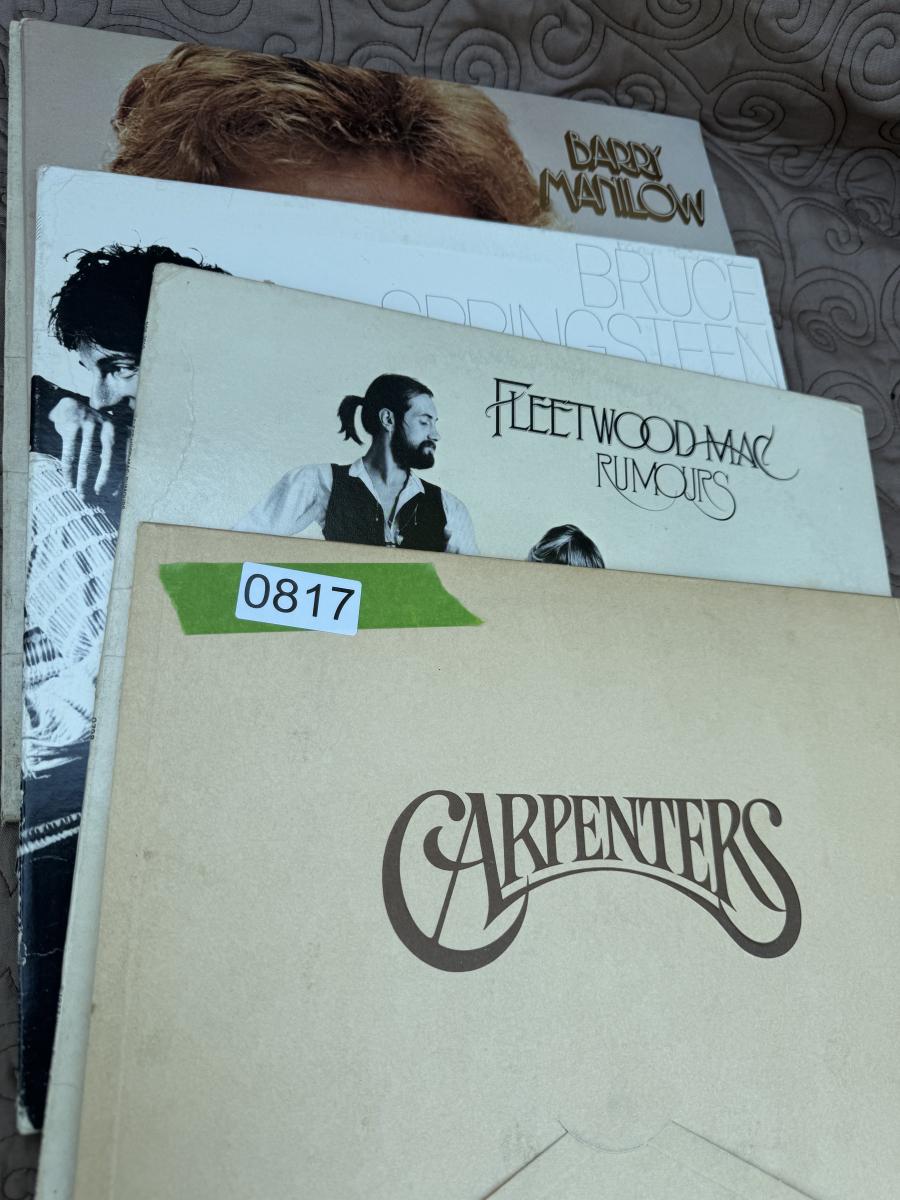 BARRY
MANILOW
BRUCE
SPRINGSTEEN
FLEETWOOD MAC
RUMOURS
0817
CARPENTERS